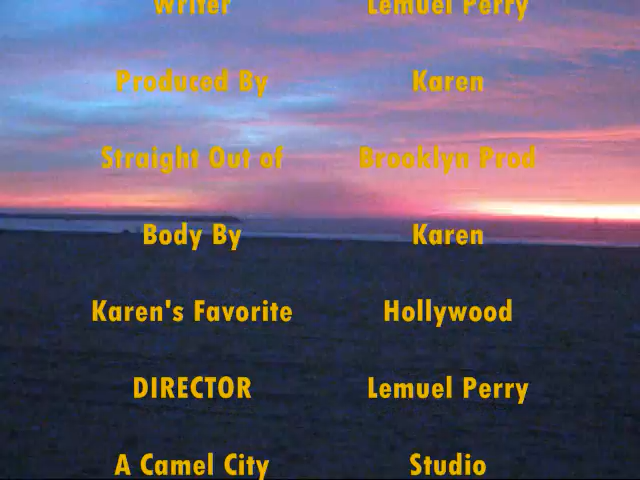 Writer Lemuel Perry
Produced By Karen
Straight Out of Brooklyn Prod
Body By Karen
Karen's Favorite Hollywood
DIRECTOR Lemuel Perry
A Camel City Studio